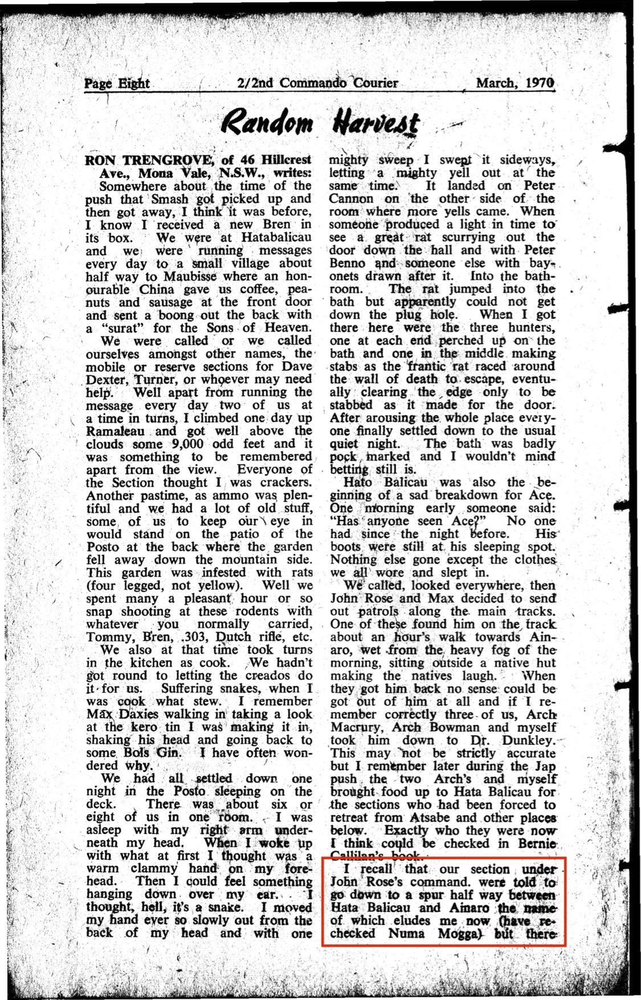 Page Eight
2/2nd Commando Courier
March, 1970
Random Harvest
RON TRENGROVE, of 46 Hillcrest
Ave., Mona Vale, N.S.W., writes:
Somewhere about the time of the
push that Smash got picked up and
then got away, I think it was before,
I know I received a new Bren in
its box. We were at Hatabalicau
and we were running messages
every day to a small village about
half way to Maubisse where an hon-
ourable China gave us coffee, pea-
nuts and sausage at the front door
and sent a boong out the back with
a "surat" for the Sons of Heaven.
We were called or we called
ourselves amongst other names, the
mobile or reserve sections for Dave
Dexter, Turner, or whoever may need
help. Well apart from running the
message every day two of us at
a time in turns, I climbed one day up
Ramaleau and got well above the
clouds some 9,000 odd feet and it
was something to be remembered
apart from the view. Everyone of
the Section thought I was crackers.
Another pastime, as ammo was plen-
tiful and we had a lot of old stuff,
some of us to keep our eye in
would stand on the patio of the
Posto at the back where the garden
fell away down the mountain side.
This garden was infested with rats
(four legged, not yellow). Well we
spent many a pleasant hour or so
snap shooting at these rodents with
whatever you normally carried,
Tommy, Bren, .303, Dutch rifle, etc.
We also at that time took turns
in the kitchen as cook. We hadn't
got round to letting the creados do
it for us. Suffering snakes, when I
was cook what stew. I remember
Max Daxies walking in taking a look
at the kero tin I was making it in,
shaking his head and going back to
some Bols Gin. I have often won-
dered why.
We had all settled down one
night in the Posto sleeping on the
deck. There was about six or
eight of us in one room. I was
asleep with my right arm under-
neath my head. When I woke up
with what at first I thought was a
warm clammy hand on my fore-
head. Then I could feel something
hanging down over my ear. I
thought, hell, it's a snake. I moved
my hand ever so slowly out from the
back of my head and with one
mighty sweep I swept it sideways,
letting a mighty yell out at the
same time. It landed on Peter
Cannon on the other side of the
room where more yells came. When
someone produced a light in time to
see a great rat scurrying out the
door down the hall and with Peter
Benno and someone else with bay-
onets drawn after it. Into the bath-
room. The rat jumped into the
bath but apparently could not get
down the plug hole. When I got
there here were the three hunters,
one at each end perched up on the
bath and one in the middle making
stabs as the frantic rat raced around
the wall of death to escape, eventu-
ally clearing the edge only to be
stabbed as it made for the door.
After arousing the whole place every-
one finally settled down to the usual
quiet night. The bath was badly
pock marked and I wouldn't mind
betting still is.
Hato Balicau was also the be-
ginning of a sad breakdown for Ace.
One morning early someone said:
"Has anyone seen Ace?" No one
had since the night before. His
boots were still at his sleeping spot.
Nothing else gone except the clothes
we all wore and slept in.
We called, looked everywhere, then
John Rose and Max decided to send
out patrols along the main tracks.
One of these found him on the track
about an hour's walk towards Ain-
aro, wet from the heavy fog of the
morning, sitting outside a native hut
making the natives laugh. When
they got him back no sense could be
got out of him at all and if I re-
member correctly three of us, Arch
Macrury, Arch Bowman and myself
took him down to Dr. Dunkley.
This may not be strictly accurate
but I remember later during the Jap
push the two Arch's and myself
brought food up to Hata Balicau for
the sections who had been forced to
retreat from Atsabe and other places
below. Exactly who they were now
I think could be checked in Bernie
Callilan's book.
I recall that our section under
John Rose's command. were told to
go down to a spur half way between
Hata Balicau and Ainaro the name
of which eludes me now (have re-
checked Numa Mogga) but there